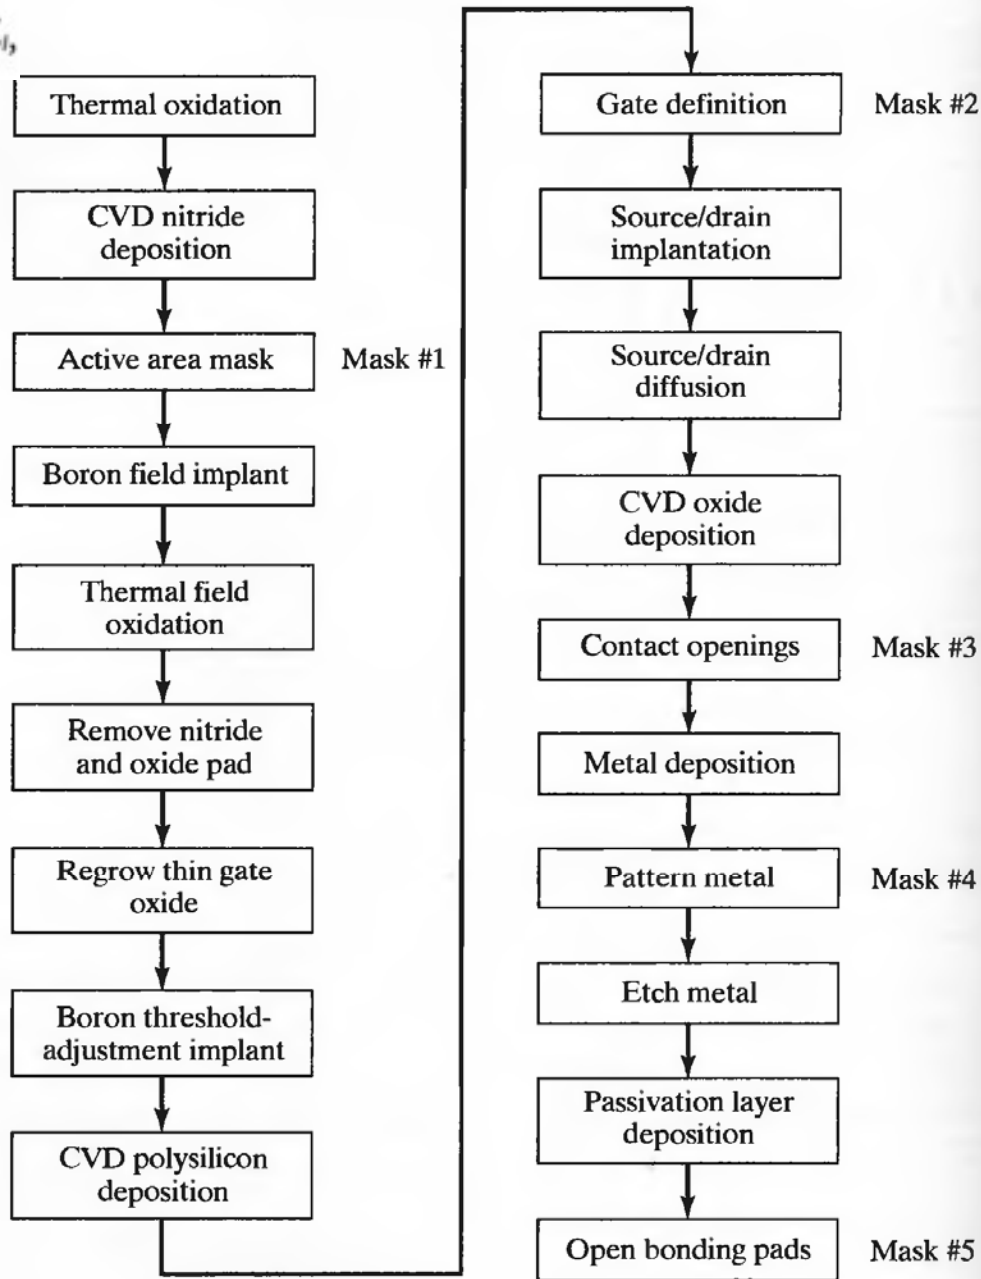 Thermal oxidation
CVD nitride
deposition
Active area mask
Mask #1
Boron field implant
Thermal field
oxidation
Remove nitride
and oxide pad
Regrow thin gate
oxide
Boron threshold-
adjustment implant
CVD polysilicon
deposition
Gate definition
Mask #2
Source/drain
implantation
Source/drain
diffusion
CVD oxide
deposition
Contact openings
Mask #3
Metal deposition
Pattern metal
Mask #4
Etch metal
Passivation layer
deposition
Open bonding pads
Mask #5